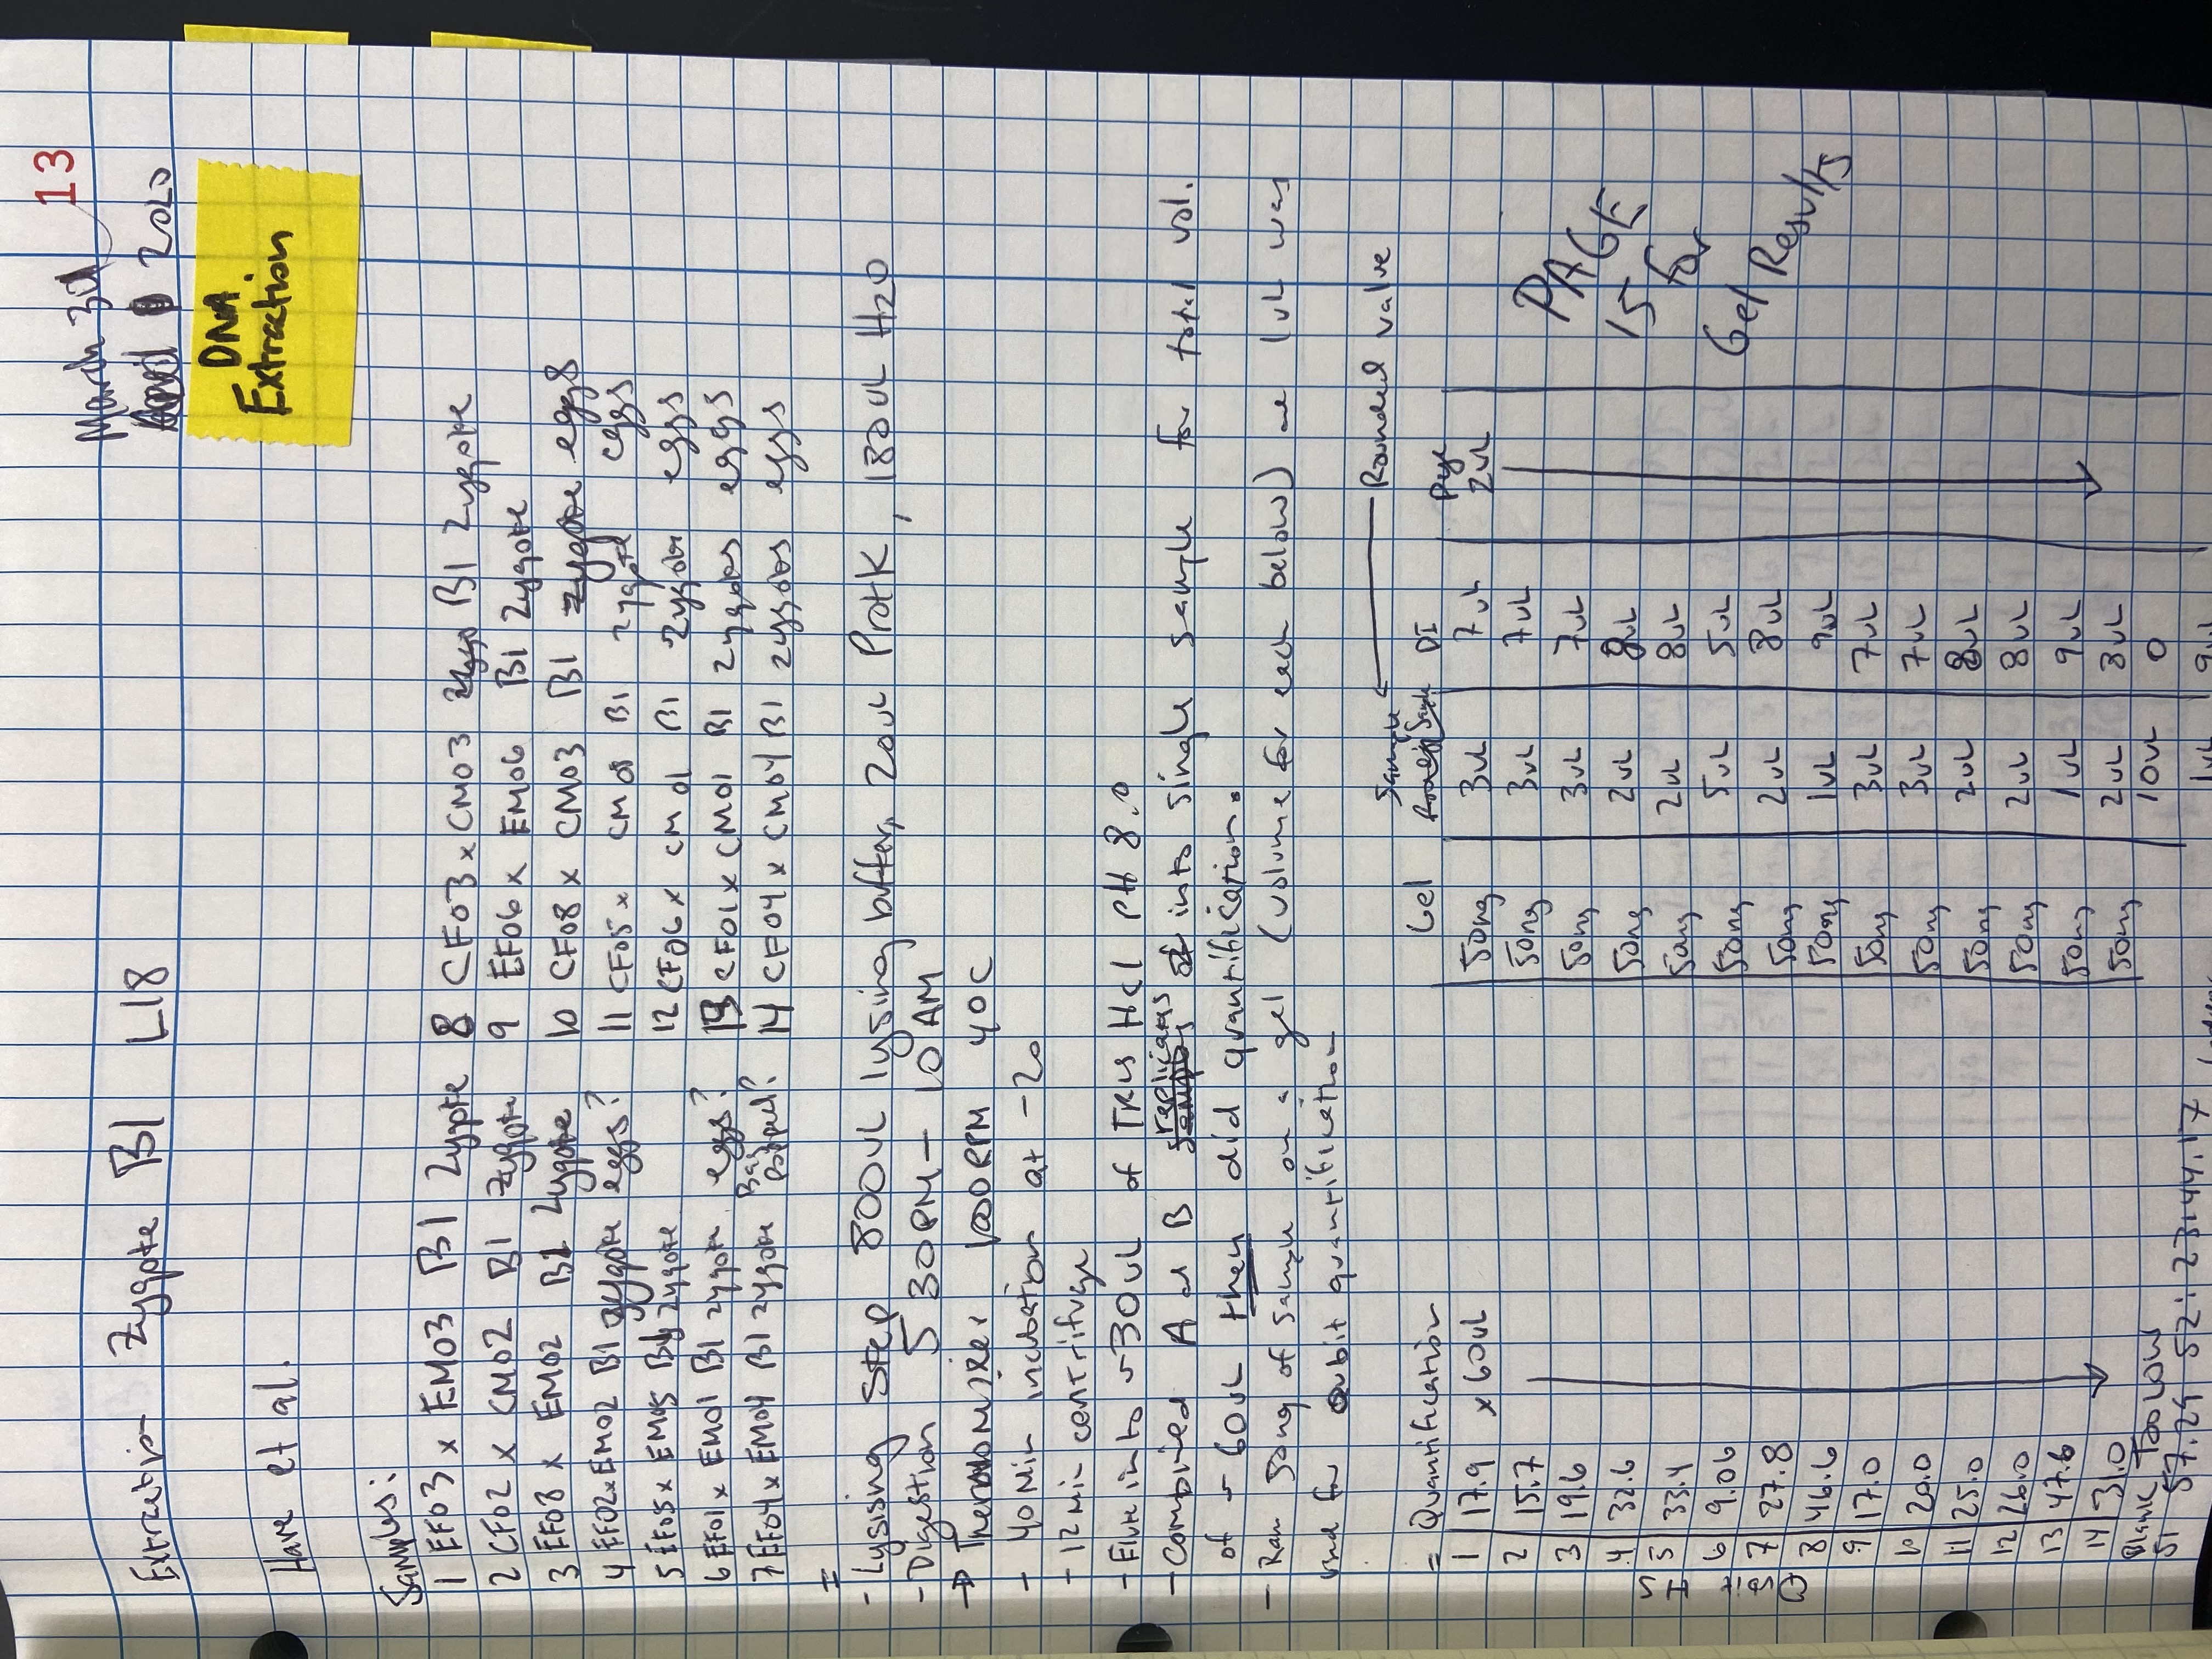 13
March 31
2020
Extraction Zygote B1 L18
DNA
Extraction
Hare et al.
Samples:
1 EF03 x EM03 B1 Zygote 8 CF03 x CM03 B1 Zygote
2 CF02 x CM02 B1 Zygote 9 EF06 x EM06 B1 Zygote
3 EF08 x EM02 B1 Zygote 10 CF08 x CM03 B1 zygote eggs
4 EF02 x EM02 B1 zygote eggs? 11 CF05 x B1 zygote eggs
5 EF05 x EM05 B1 zygote 12 CF06 x CM01 B1 zygotes eggs
6 EF01 x EM01 B1 zygote eggs? 13 CF01 x CM01 B1 zygotes eggs
7 EF04 x EM04 B1 zygote Bag popped? 14 CF04 x CM04 B1 zygotes eggs
=
- Lysising step 800uL lysing buffer, 20uL ProtK, 180uL H2O
- Digestion 5 30PM - 10 AM
→ Thermomixer 1000RPM 40C
- 40 Min incubation at -20
- 12 Min centrifuge
- Elute into ~30uL of TRIS HCl pH 8.0
- Combined A and B replicates into single sample for total vol.
of ~60uL then did quantification.
- Ran 50ng of sample on a gel (volume for each below) and 1uL was
used for Qubit quantification
Sample ← Rounded value
= Quantification Gel DI Dye
1 17.9 x 60uL 50ng 3uL 7uL 2uL
2 15.7 50ng 3uL 7uL
3 19.6 50ng 3uL 7uL
4 32.6 50ng 2uL 8uL
5 33.4 50ng 2uL 8uL
6 9.06 50ng 5uL 5uL
7 27.8 50ng 2uL 8uL
8 46.6 50ng 1uL 9uL
9 17.0 50ng 3uL 7uL
10 20.0 50ng 3uL 7uL
11 25.0 50ng 2uL 8uL
12 26.0 50ng 2uL 8uL
13 47.6 50ng 1uL 9uL
14 31.0 50ng 2uL 8uL
Blank Too LOW 10uL 0
S1 57.29 S2: 23144.17
1uL 9uL
Qubit HS
PAGE
15
for
Gel Results